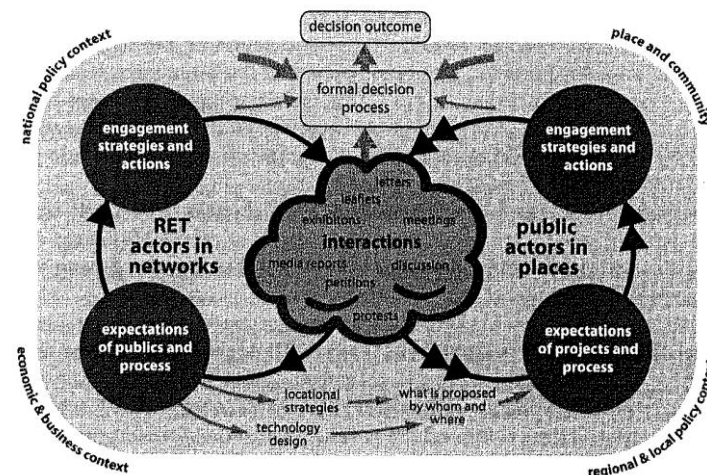 decision outcome
national policy context
place and community
formal decision
process
engagement
strategies and
actions
engagement
strategies and
actions
letters
leaflets
exhibitons
meetings
interactions
media reports
discussion
petitions
protests
RET
actors in
networks
public
actors in
places
expectations
of publics and
process
expectations
of projects and
process
locational
strategies
what is proposed
by whom and
where
technology
design
economic & business context
regional & local policy context